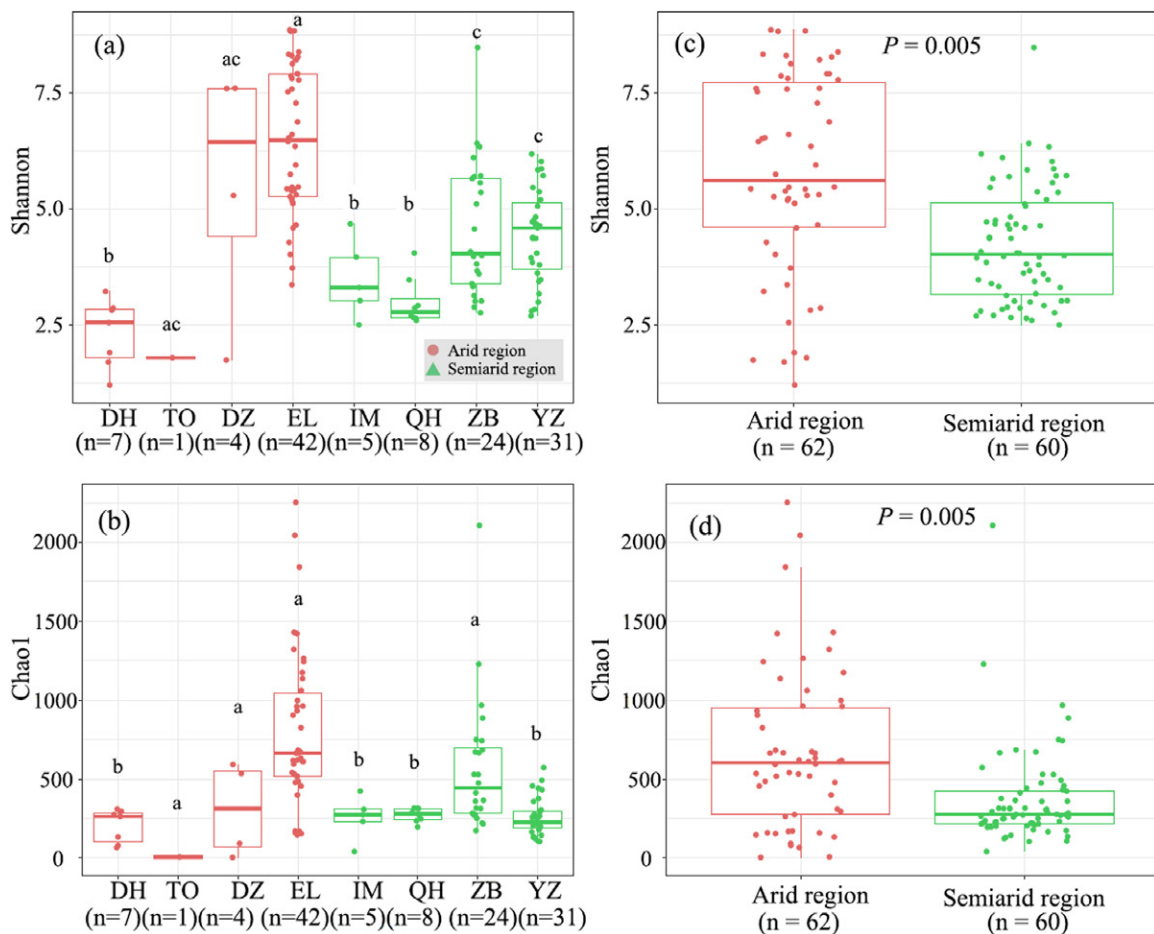 (a)
a
b
ac
ac
b
b
c
c
Shannon
7.5
5.0
2.5
Arid region
Semiarid region
DH TO DZ EL IM QH ZB YZ
(n=7) (n=1) (n=4) (n=42) (n=5) (n=8) (n=24) (n=31)
(c)
P = 0.005
Shannon
7.5
5.0
2.5
Arid region Semiarid region
(n = 62) (n = 60)
(b)
b
a
a
a
b
b
a
b
Chao1
2000
1500
1000
500
0
DH TO DZ EL IM QH ZB YZ
(n=7) (n=1) (n=4) (n=42) (n=5) (n=8) (n=24) (n=31)
(d)
P = 0.005
Chao1
2000
1500
1000
500
0
Arid region Semiarid region
(n = 62) (n = 60)